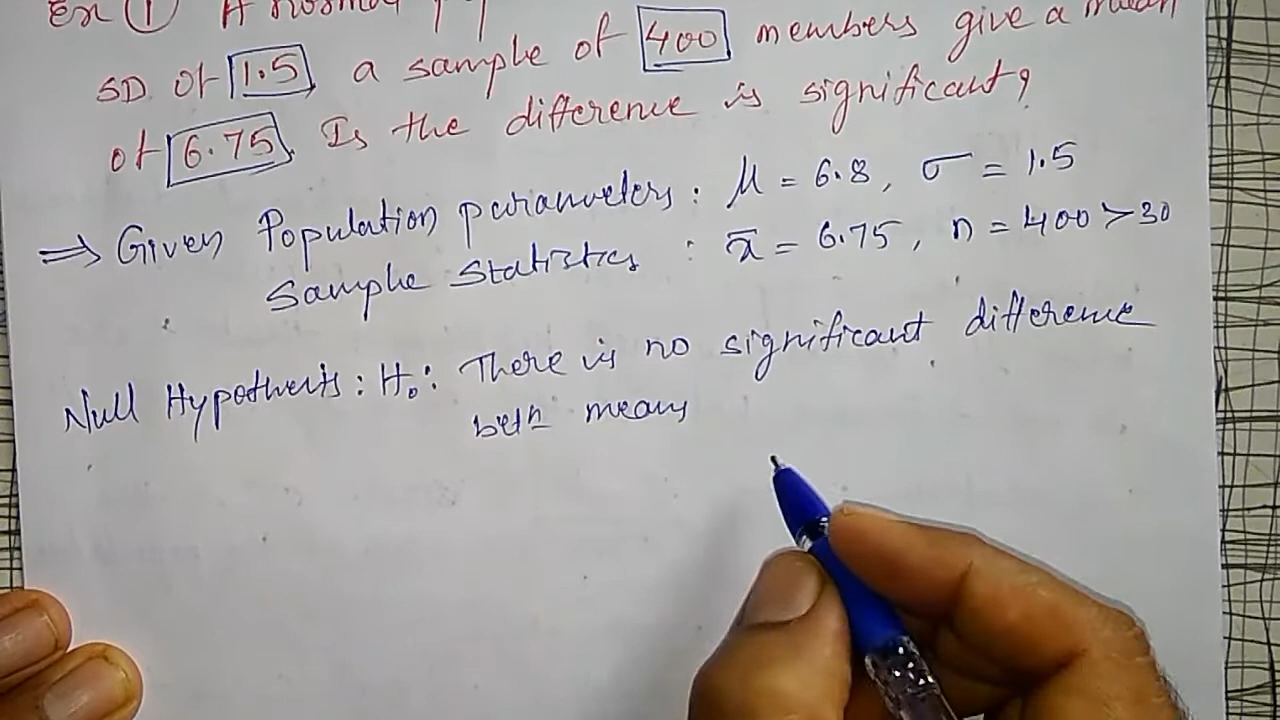 Ex ① A normal
SD of 1.5, a sample of 400 members give a mean
of 6.75. Is the difference is significant?
⇒ Given Population parameters : μ = 6.8, σ = 1.5
Sample Statistics : x̄ = 6.75, n = 400 > 30
Null Hypothesis : H₀ : There is no significant difference
betn means